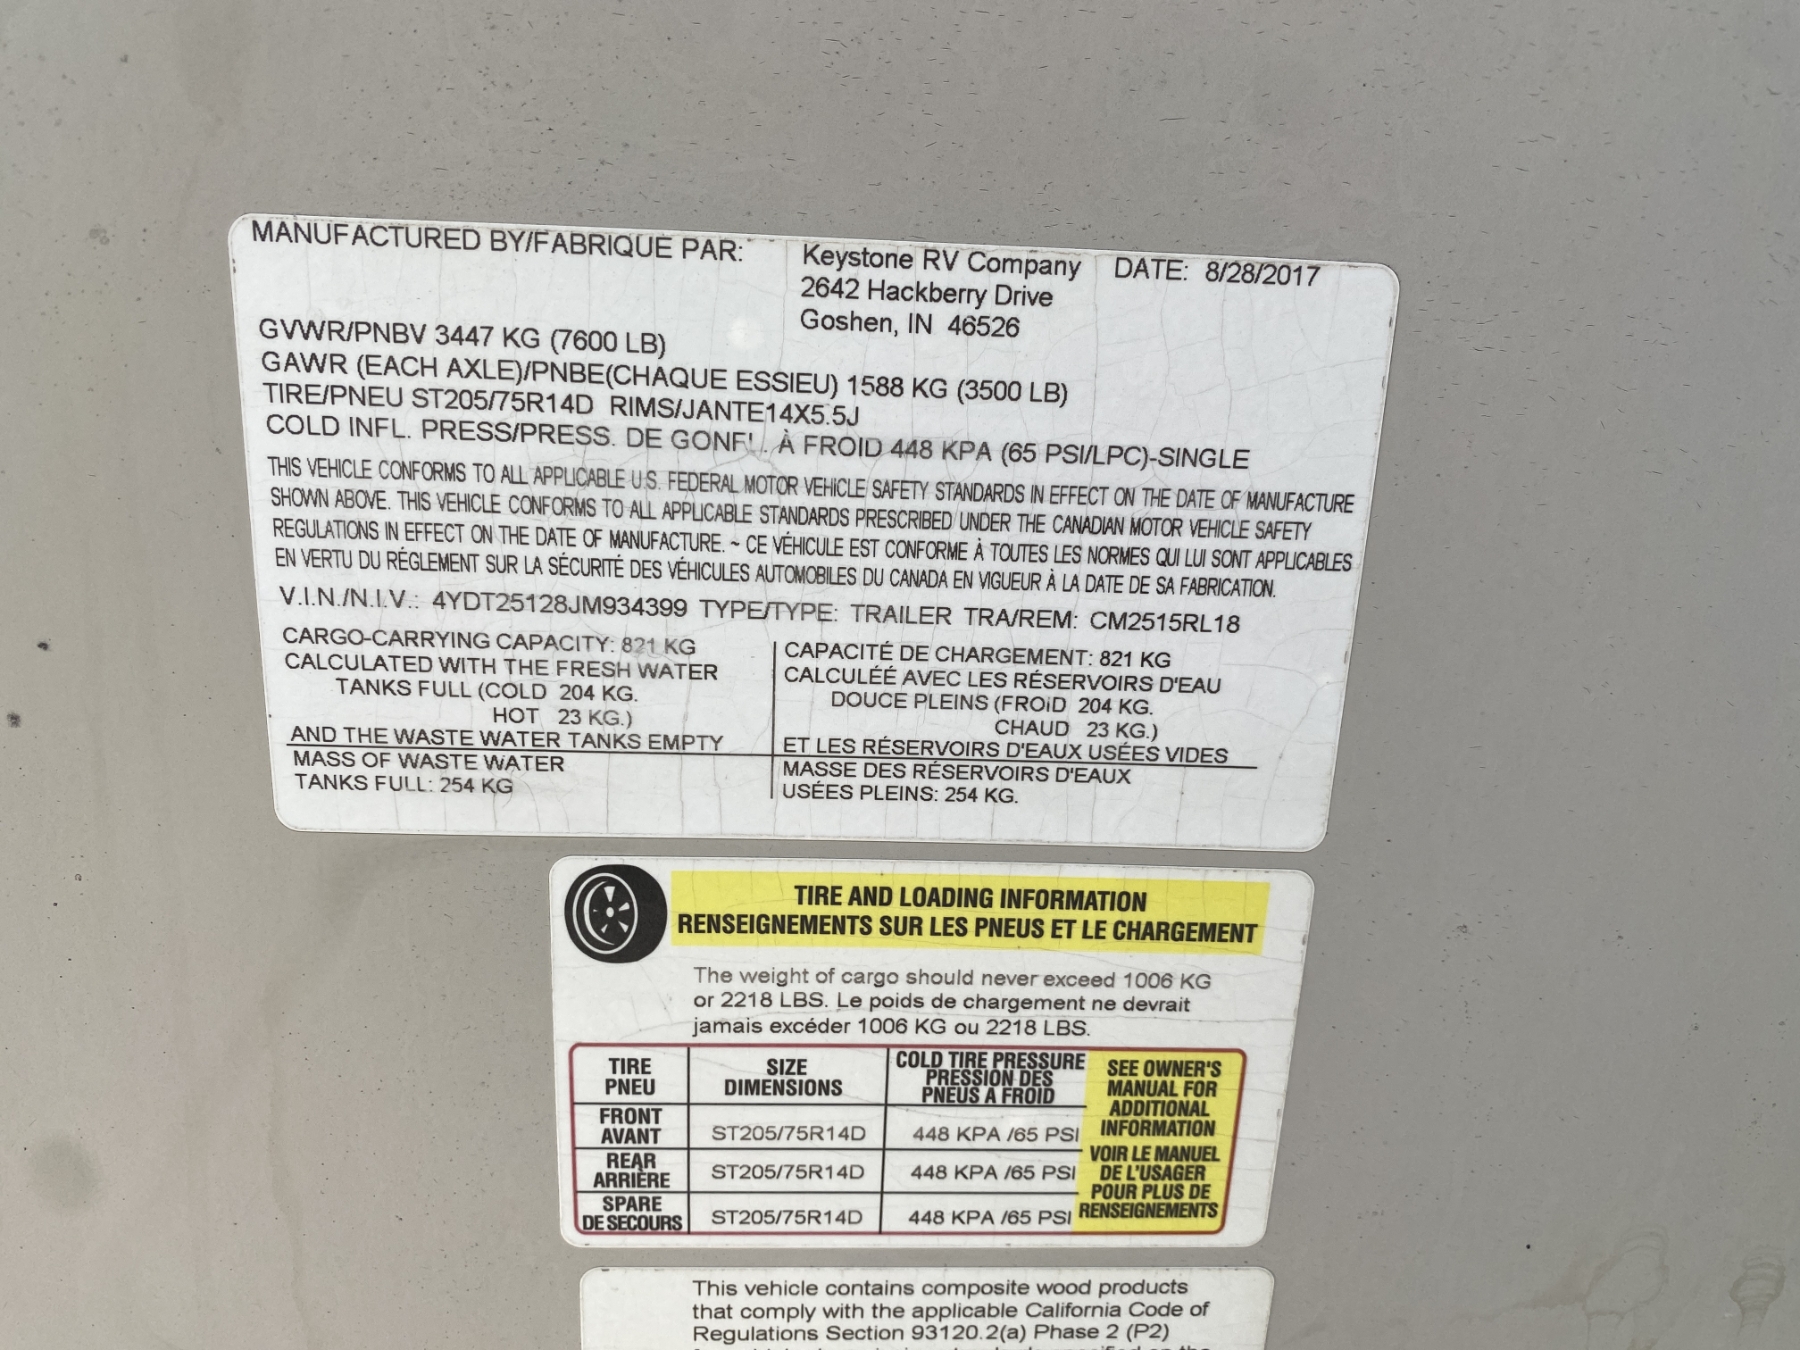 MANUFACTURED BY/FABRIQUE PAR: Keystone RV Company DATE: 8/28/2017
2642 Hackberry Drive
Goshen, IN 46526
GVWR/PNBV 3447 KG (7600 LB)
GAWR (EACH AXLE)/PNBE(CHAQUE ESSIEU) 1588 KG (3500 LB)
TIRE/PNEU ST205/75R14D RIMS/JANTE14X5.5J
COLD INFL. PRESS/PRESS. DE GONFL. À FROID 448 KPA (65 PSI/LPC)-SINGLE
THIS VEHICLE CONFORMS TO ALL APPLICABLE U.S. FEDERAL MOTOR VEHICLE SAFETY STANDARDS IN EFFECT ON THE DATE OF MANUFACTURE
SHOWN ABOVE. THIS VEHICLE CONFORMS TO ALL APPLICABLE STANDARDS PRESCRIBED UNDER THE CANADIAN MOTOR VEHICLE SAFETY
REGULATIONS IN EFFECT ON THE DATE OF MANUFACTURE. ~ CE VÉHICULE EST CONFORME À TOUTES LES NORMES QUI LUI SONT APPLICABLES
EN VERTU DU RÉGLEMENT SUR LA SÉCURITÉ DES VÉHICULES AUTOMOBILES DU CANADA EN VIGUEUR À LA DATE DE SA FABRICATION.
V.I.N./N.I.V.: 4YDT25128JM934399 TYPE/TYPE: TRAILER TRA/REM: CM2515RL18
CARGO-CARRYING CAPACITY: 821 KG
CALCULATED WITH THE FRESH WATER
TANKS FULL (COLD 204 KG.
HOT 23 KG.)
AND THE WASTE WATER TANKS EMPTY
MASS OF WASTE WATER
TANKS FULL: 254 KG
CAPACITÉ DE CHARGEMENT: 821 KG
CALCULÉÉ AVEC LES RÉSERVOIRS D'EAU
DOUCE PLEINS (FROID 204 KG.
CHAUD 23 KG.)
ET LES RÉSERVOIRS D'EAUX USÉES VIDES
MASSE DES RÉSERVOIRS D'EAUX
USÉES PLEINS: 254 KG.
TIRE AND LOADING INFORMATION
RENSEIGNEMENTS SUR LES PNEUS ET LE CHARGEMENT
The weight of cargo should never exceed 1006 KG
or 2218 LBS. Le poids de chargement ne devrait
jamais excéder 1006 KG ou 2218 LBS.
TIRE
PNEU
SIZE
DIMENSIONS
COLD TIRE PRESSURE
PRESSION DES
PNEUS A FROID
FRONT
AVANT
ST205/75R14D
448 KPA /65 PSI
REAR
ARRIÈRE
ST205/75R14D
448 KPA /65 PSI
SPARE
DE SECOURS
ST205/75R14D
448 KPA /65 PSI
SEE OWNER'S
MANUAL FOR
ADDITIONAL
INFORMATION
VOIR LE MANUEL
DE L'USAGER
POUR PLUS DE
RENSEIGNEMENTS
This vehicle contains composite wood products
that comply with the applicable California Code of
Regulations Section 93120.2(a) Phase 2 (P2)